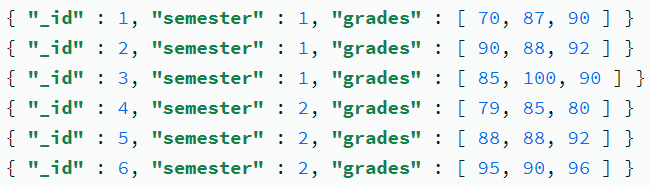 { "_id" : 1, "semester" : 1, "grades" : [ 70, 87, 90 ] }
{ "_id" : 2, "semester" : 1, "grades" : [ 90, 88, 92 ] }
{ "_id" : 3, "semester" : 1, "grades" : [ 85, 100, 90 ] }
{ "_id" : 4, "semester" : 2, "grades" : [ 79, 85, 80 ] }
{ "_id" : 5, "semester" : 2, "grades" : [ 88, 88, 92 ] }
{ "_id" : 6, "semester" : 2, "grades" : [ 95, 90, 96 ] }